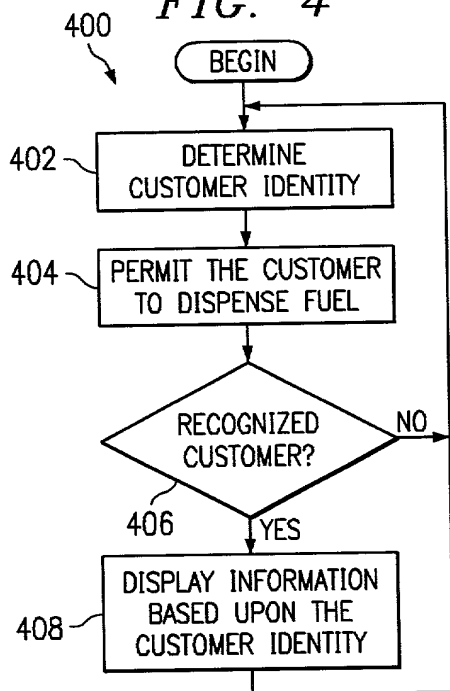 FIG. 4
400
BEGIN
402
DETERMINE
CUSTOMER IDENTITY
404
PERMIT THE CUSTOMER
TO DISPENSE FUEL
RECOGNIZED
CUSTOMER?
NO
406
YES
408
DISPLAY INFORMATION
BASED UPON THE
CUSTOMER IDENTITY